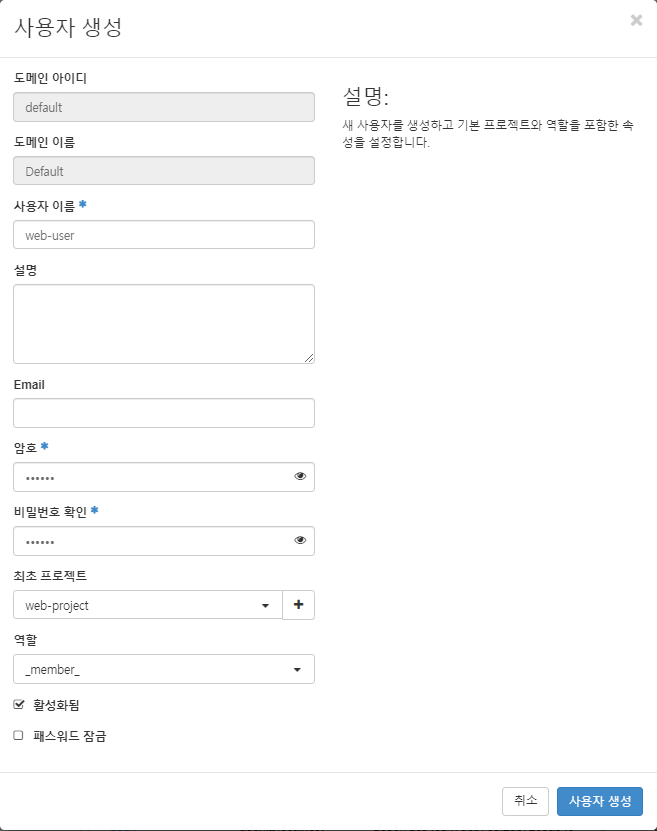 사용자 생성
도메인 아이디
default
도메인 이름
Default
사용자 이름 *
web-user
설명
Email
암호 *
••••••
비밀번호 확인 *
••••••
최초 프로젝트
web-project
역할
_member_
활성화됨
패스워드 잠금
설명:
새 사용자를 생성하고 기본 프로젝트와 역할을 포함한 속
성을 설정합니다.
취소
사용자 생성